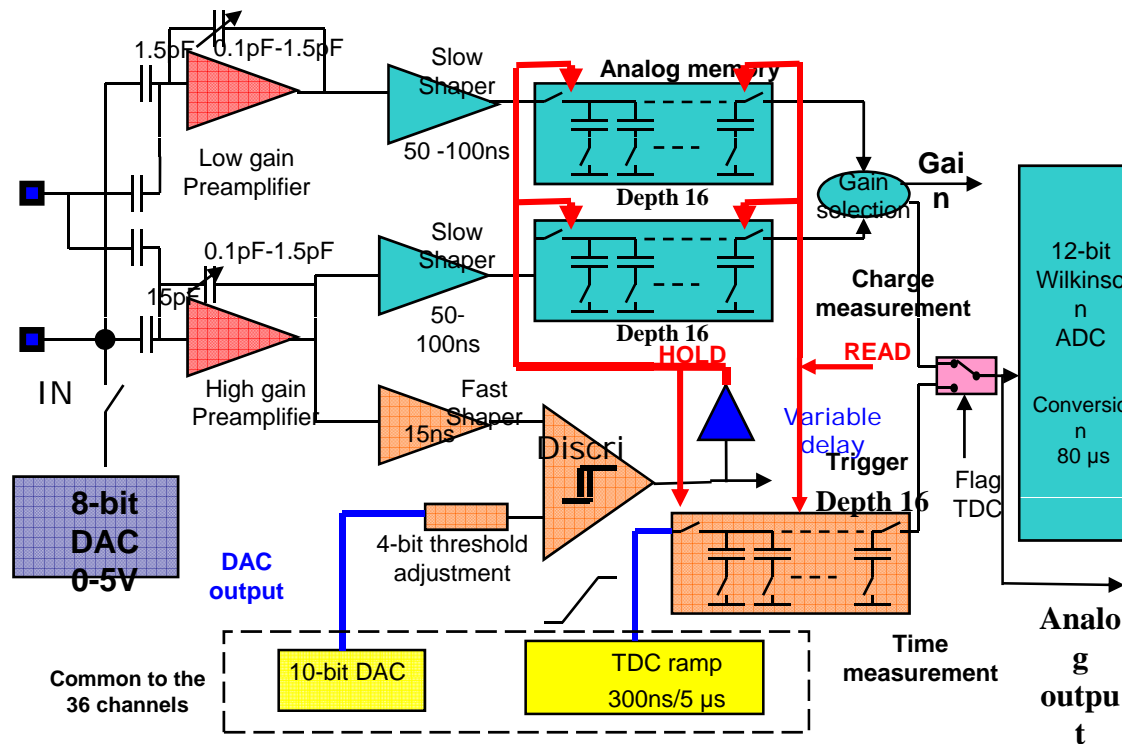 1.5pF
0.1pF-1.5pF
Slow
Shaper
Analog memory
50 -100ns
Low gain
Preamplifier
Depth 16
Gain
selection
Gai
n
0.1pF-1.5pF
Slow
Shaper
15pF
50-
100ns
Depth 16
Charge
measurement
12-bit
Wilkinso
n
ADC
HOLD
READ
IN
High gain
Preamplifier
Fast
Shaper
15ns
Discri
Variable
delay
Trigger
Conversio
n
80 µs
Flag
TDC
8-bit
DAC
0-5V
Depth 16
4-bit threshold
adjustment
DAC
output
Analo
g
outpu
t
Time
measurement
Common to the
36 channels
10-bit DAC
TDC ramp
300ns/5 µs